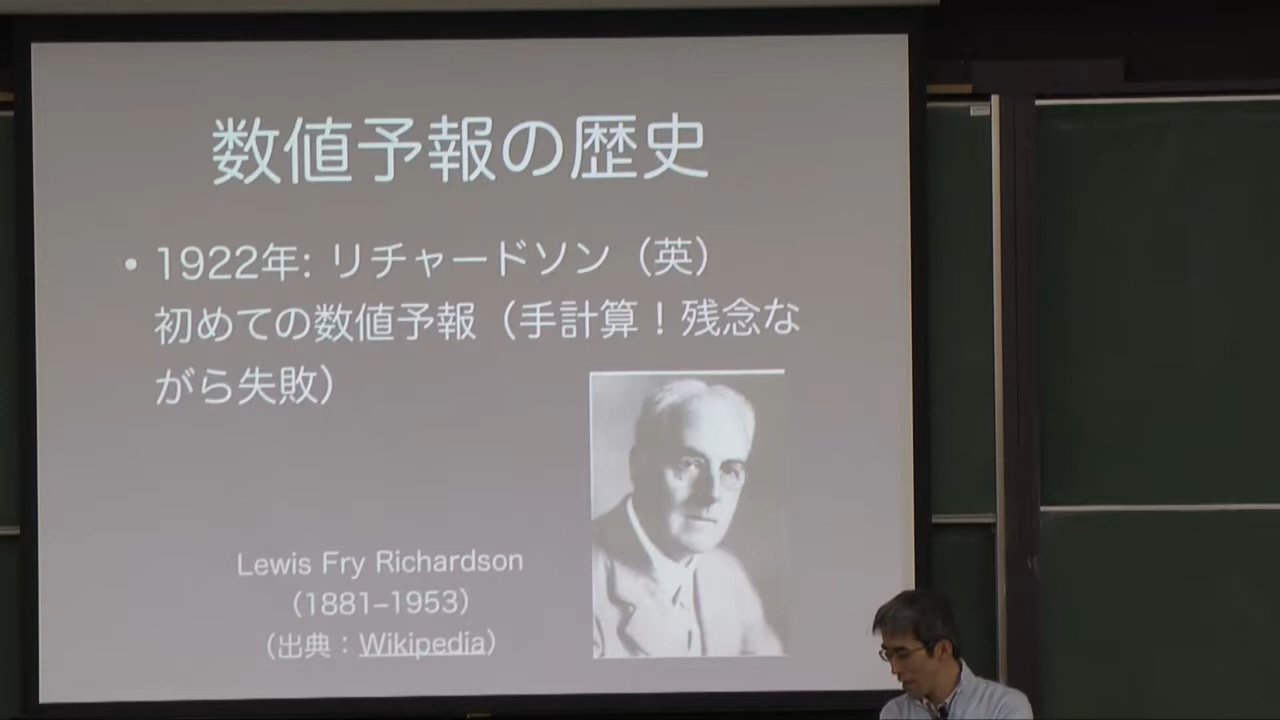 数値予報の歴史
• 1922年: リチャードソン（英）
初めての数値予報（手計算！残念な
がら失敗）
Lewis Fry Richardson
（1881–1953）
（出典：Wikipedia）